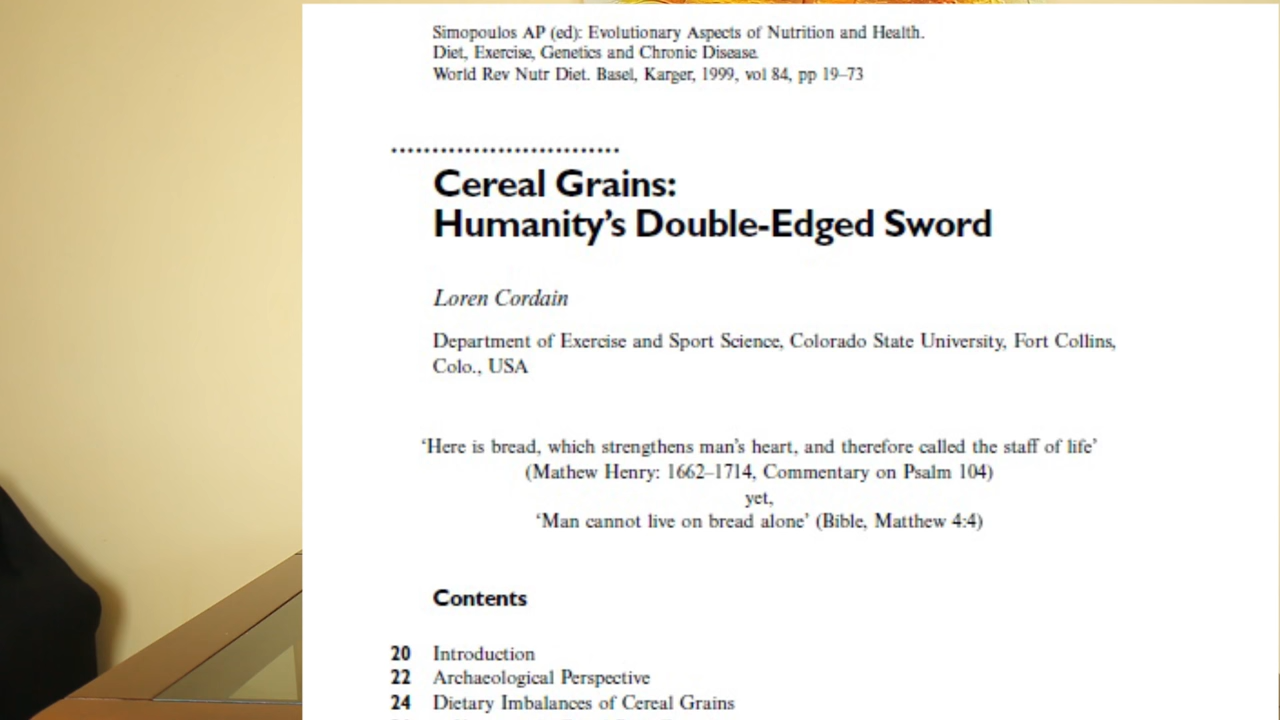 Simopoulos AP (ed): Evolutionary Aspects of Nutrition and Health.
Diet, Exercise, Genetics and Chronic Disease.
World Rev Nutr Diet. Basel, Karger, 1999, vol 84, pp 19–73
Cereal Grains:
Humanity's Double-Edged Sword
Loren Cordain
Department of Exercise and Sport Science, Colorado State University, Fort Collins,
Colo., USA
‘Here is bread, which strengthens man's heart, and therefore called the staff of life’
(Mathew Henry: 1662–1714, Commentary on Psalm 104)
yet,
‘Man cannot live on bread alone’ (Bible, Matthew 4:4)
Contents
20 Introduction
22 Archaeological Perspective
24 Dietary Imbalances of Cereal Grains